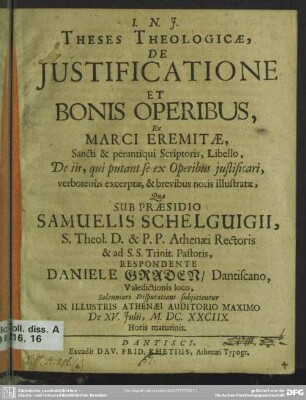 I. N. J.
THESES THEOLOGICÆ,
DE
JUSTIFICATIONE
ET
BONIS OPERIBUS,
Ex
MARCI EREMITÆ,
Sancti & perantiqui Scriptoris, Libello,
De iis, qui putant se ex Operibus justificari,
verbotenùs excerptæ, & brevibus notis illustratæ,
Quas
SUB PRÆSIDIO
SAMUELIS SCHELGUIGII,
S. Theol. D. & P. P. Athenæi Rectoris
& ad S.S. Trinit. Pastoris,
RESPONDENTE
DANIELE GRADEN/ Dantiscano,
Valedictionis loco,
Solenniori Disputationi subjicientur
IN ILLUSTRIS ATHENÆI AUDITORIO MAXIMO
De XV. Julii, M. DC. XXCIIX.
Horis matutinis.
DANTISCI,
Excudit DAV. FRID. RHETIUS, Athenæi Typogr.
diss. A
16, 16